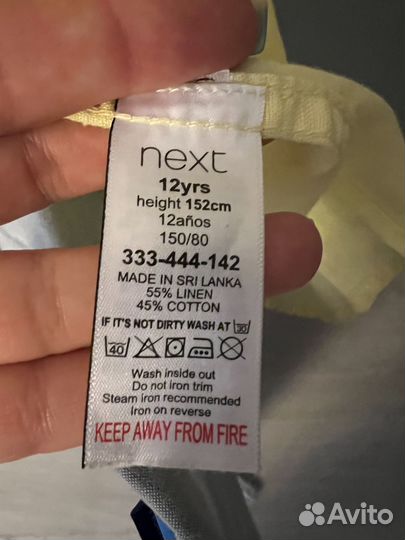 next
12yrs
height 152cm
12años
150/80
333-444-142
MADE IN SRI LANKA
55% LINEN
45% COTTON
IF IT'S NOT DIRTY WASH AT 30
40
Wash inside out
Do not iron trim
Steam iron recommended
Iron on reverse
KEEP AWAY FROM FIRE
Avito